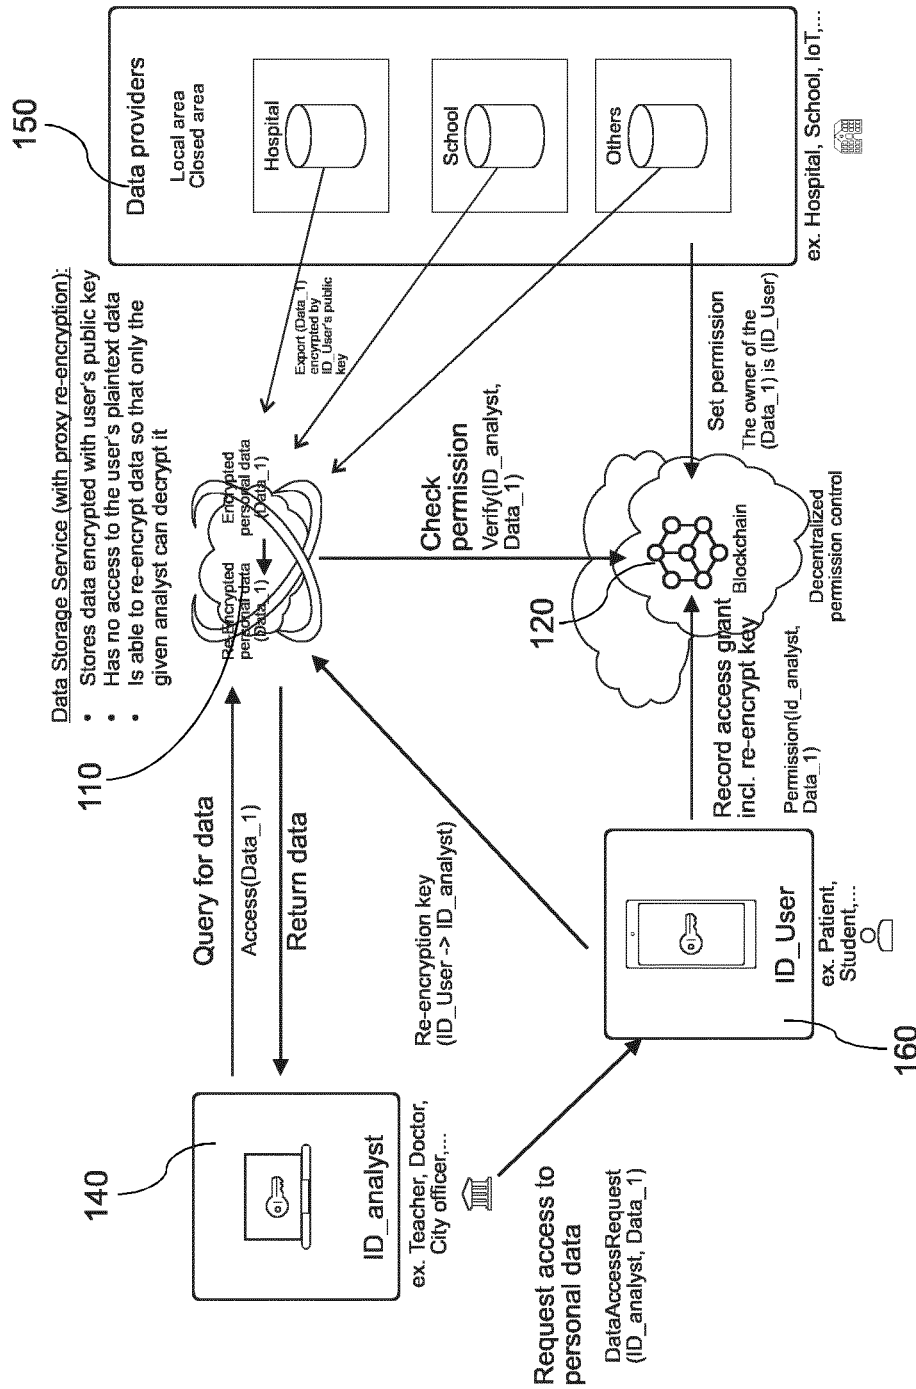 Data Storage Service (with proxy re-encryption):
• Stores data encrypted with user's public key
• Has no access to the user's plaintext data
• Is able to re-encrypt data so that only the
given analyst can decrypt it
150
Data providers
Local area
Closed area
Hospital
School
Others
ex. Hospital, School, IoT,...
110
Re-Encrypted
personal data
(Data_1)
Encrypted
personal data
(Data_1)
Export (Data_1)
encyrpted by
ID_User's public
key
140
ID_analyst
ex. Teacher, Doctor,
City officer,...
Query for data
Access(Data_1)
Return data
Re-encryption key
(ID_User -> ID_analyst)
Check
permission
Verify(ID_analyst,
Data_1)
Request access to
personal data
DataAccessRequest
(ID_analyst, Data_1)
160
ID_User
ex. Patient,
Student,...
Record access grant
incl. re-encrypt key
Permission(Id_analyst,
Data_1)
120
Blockchain
Decentralized
permission control
Set permission
The owner of the
(Data_1) is (ID_User)